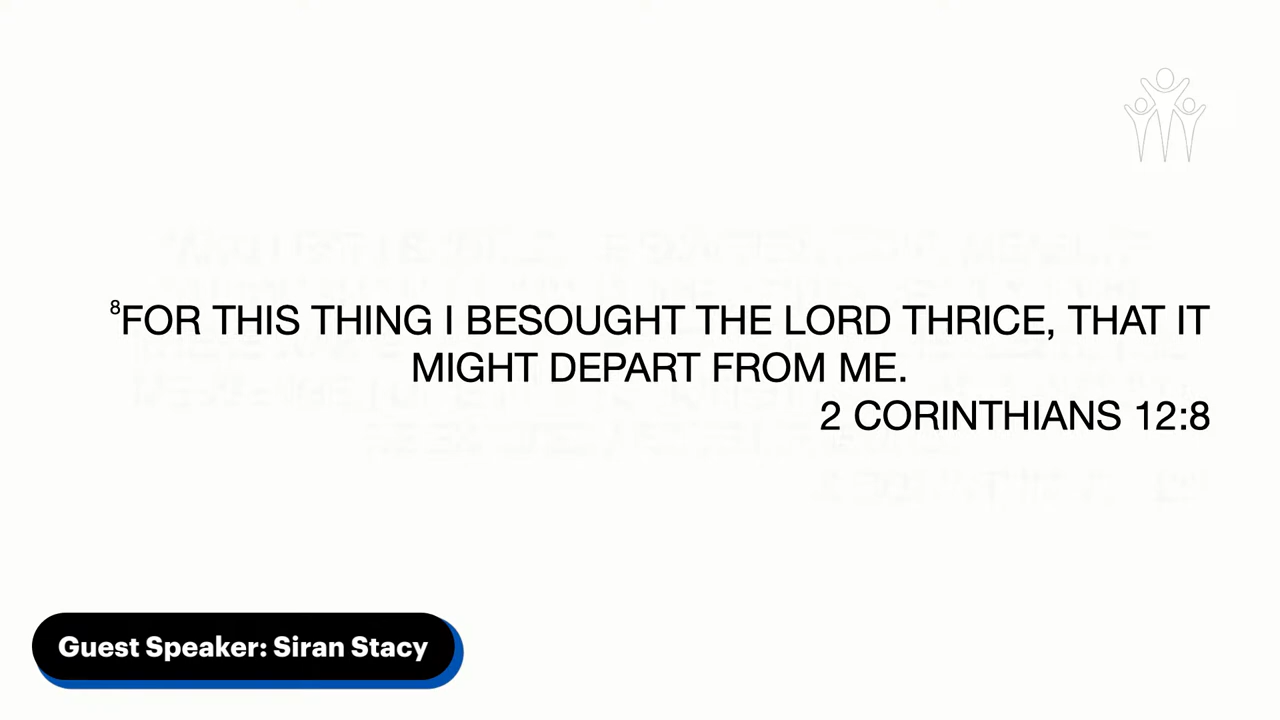 ⁸FOR THIS THING I BESOUGHT THE LORD THRICE, THAT IT
MIGHT DEPART FROM ME.
2 CORINTHIANS 12:8
Guest Speaker: Siran Stacy